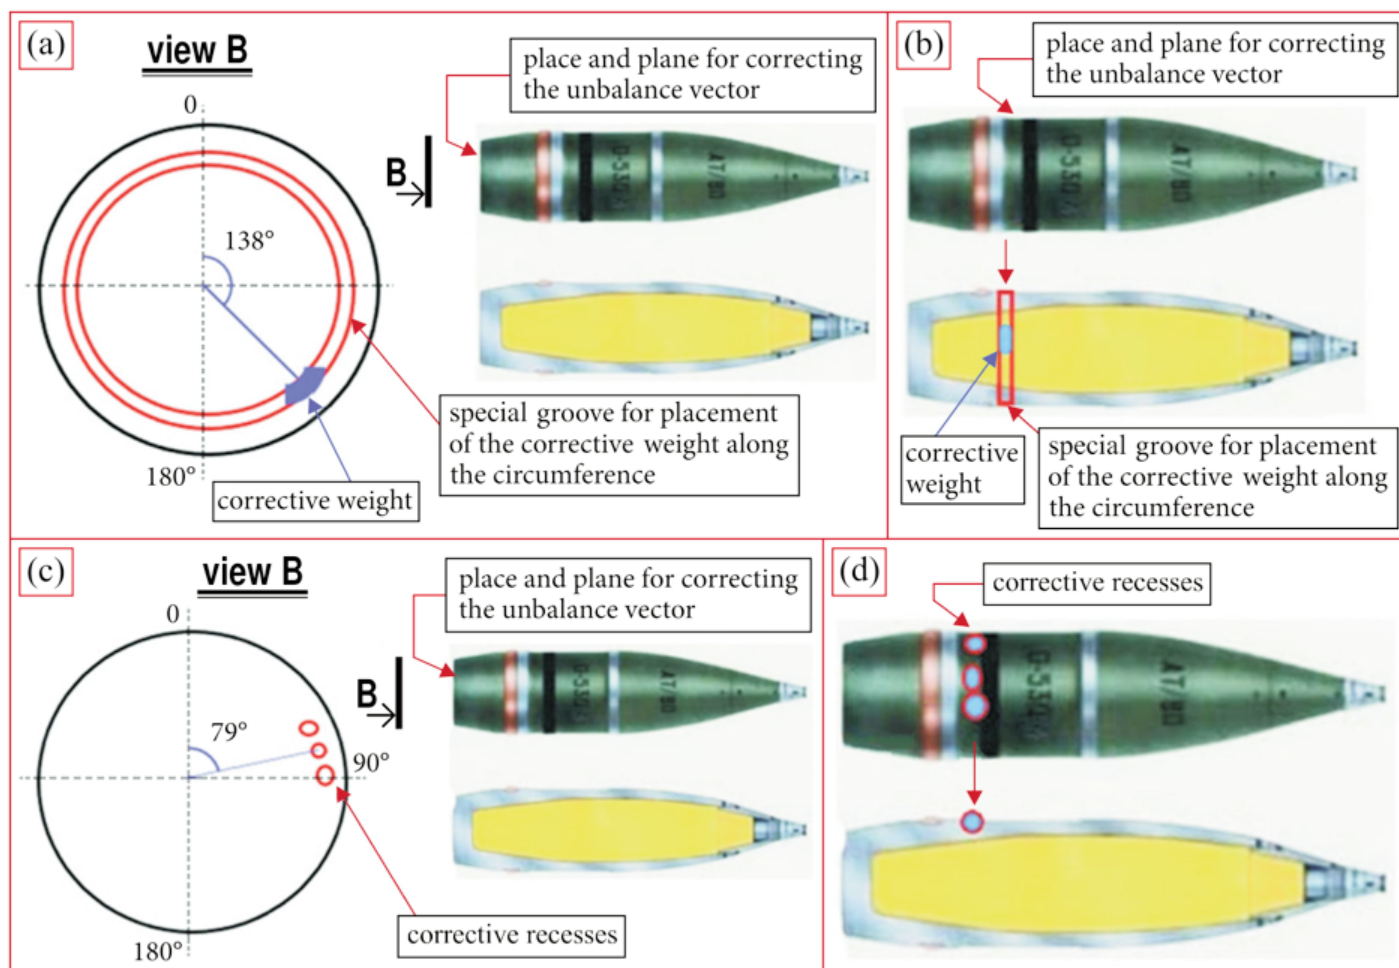 (a)
view B
0
138°
180°
corrective weight
special groove for placement
of the corrective weight along
the circumference
place and plane for correcting
the unbalance vector
B
(b)
place and plane for correcting
the unbalance vector
corrective
weight
special groove for placement
of the corrective weight along
the circumference
(c)
view B
0
79°
90°
180°
corrective recesses
place and plane for correcting
the unbalance vector
B
(d)
corrective recesses